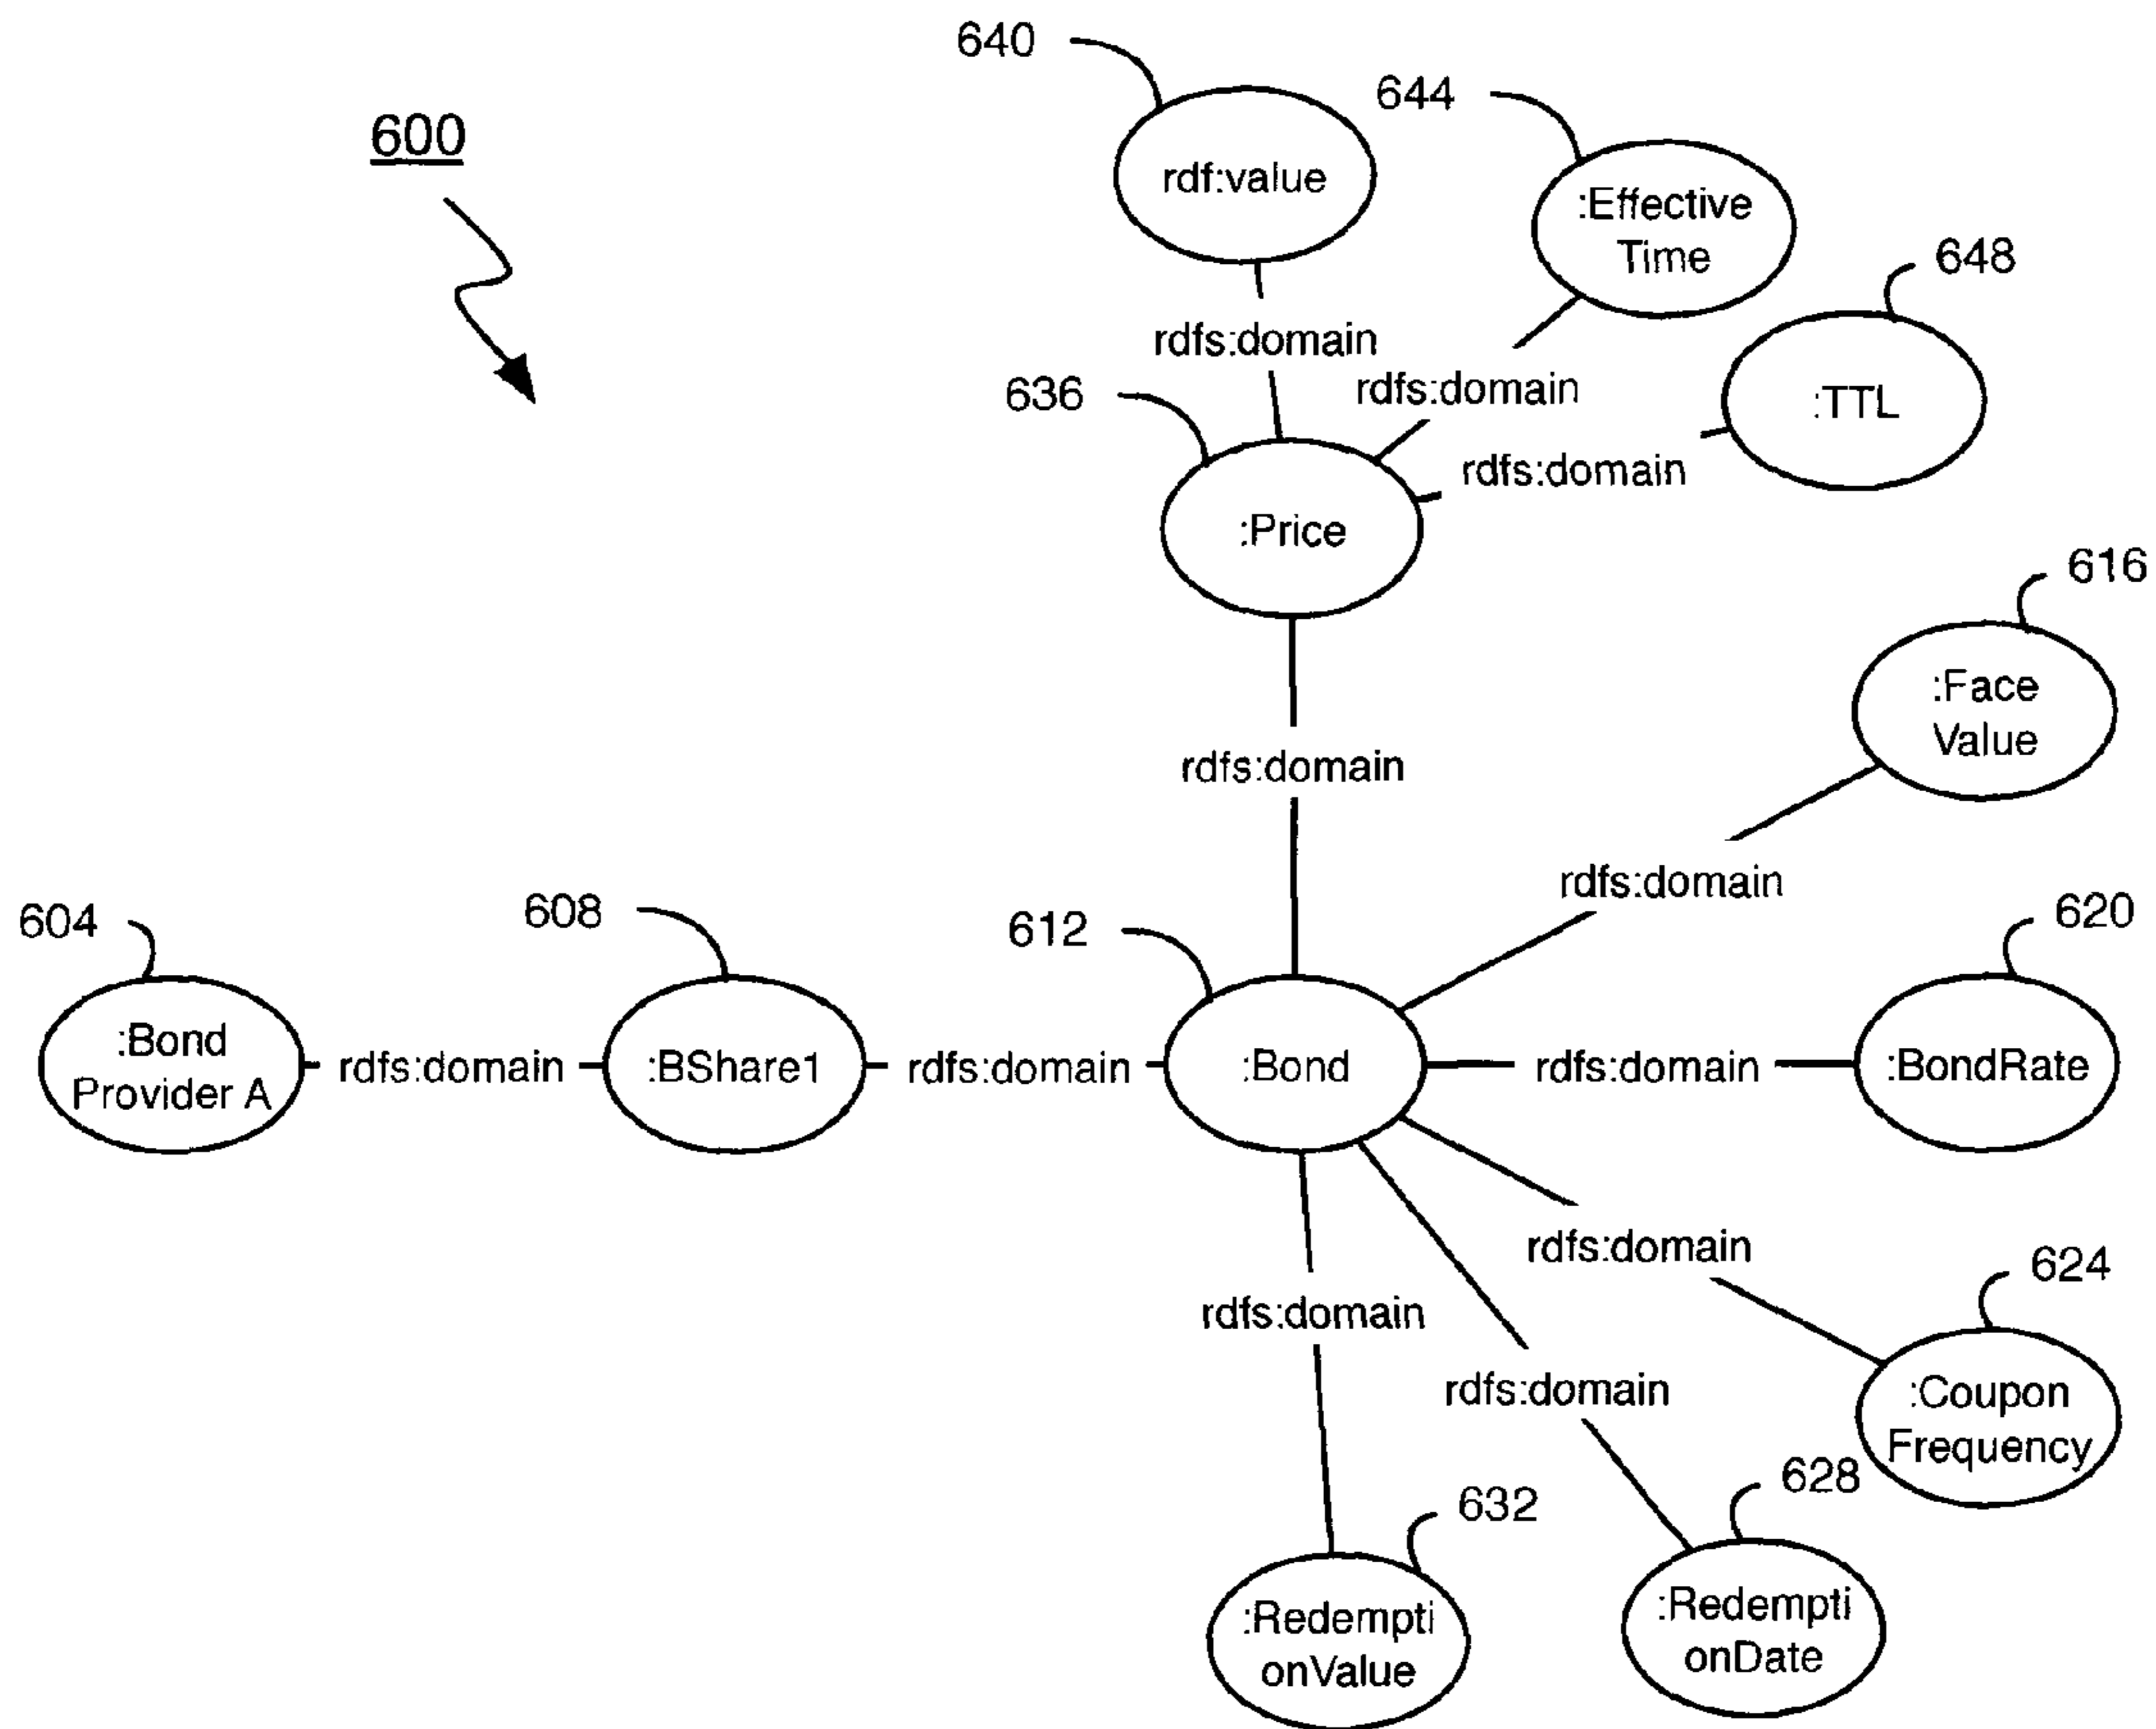 640
644
600
rdf:value
:Effective
Time
648
rdfs:domain
636
rdfs:domain
:TTL
rdfs:domain
:Price
616
:Face
Value
rdfs:domain
rdfs:domain
604
608
612
620
:Bond
Provider A
rdfs:domain
:BShare1
rdfs:domain
:Bond
rdfs:domain
:BondRate
rdfs:domain
624
rdfs:domain
rdfs:domain
:Coupon
Frequency
628
632
:Redempti
onValue
:Redempti
onDate